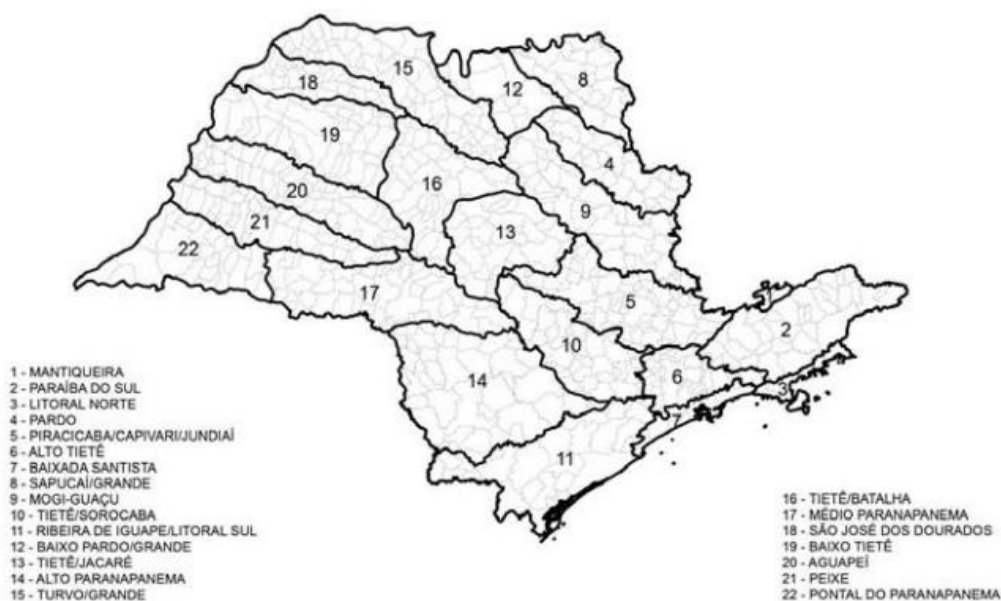 15
18
12
8
19
4
16
20
9
21
13
22
17
5
2
10
6
14
3
11
1 - MANTIQUEIRA
2 - PARAÍBA DO SUL
3 - LITORAL NORTE
4 - PARDO
5 - PIRACICABA/CAPIVARI/JUNDIAÍ
6 - ALTO TIETÊ
7 - BAIXADA SANTISTA
8 - SAPUCAÍ/GRANDE
9 - MOGI-GUAÇU
10 - TIETÊ/SOROCABA
11 - RIBEIRA DE IGUAPE/LITORAL SUL
12 - BAIXO PARDO/GRANDE
13 - TIETÊ/JACARÉ
14 - ALTO PARANAPANEMA
15 - TURVO/GRANDE
16 - TIETÊ/BATALHA
17 - MÉDIO PARANAPANEMA
18 - SÃO JOSÉ DOS DOURADOS
19 - BAIXO TIETÊ
20 - AGUAPEÍ
21 - PEIXE
22 - PONTAL DO PARANAPANEMA